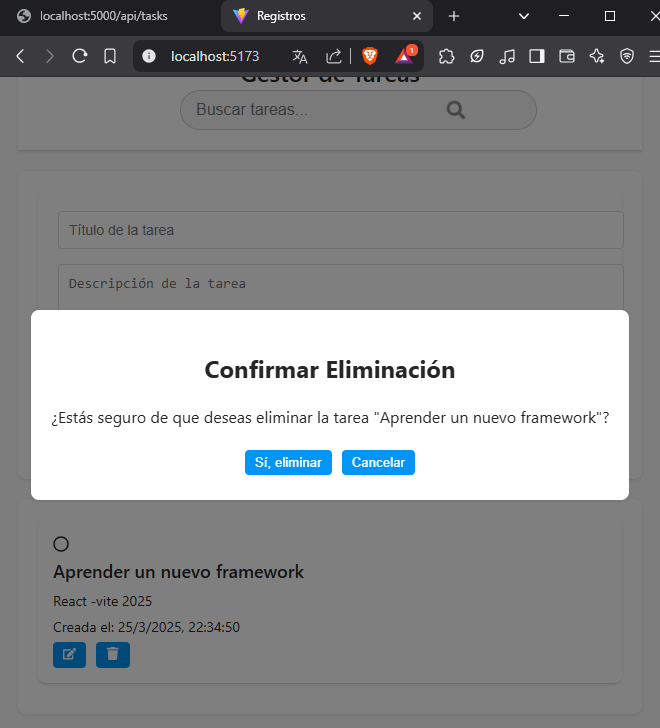 localhost:5000/api/tasks
Registros
localhost:5173
1
Gestor de Tareas
Buscar tareas...
Título de la tarea
Descripción de la tarea
Confirmar Eliminación
¿Estás seguro de que deseas eliminar la tarea "Aprender un nuevo framework"?
Sí, eliminar
Cancelar
Aprender un nuevo framework
React -vite 2025
Creada el: 25/3/2025, 22:34:50